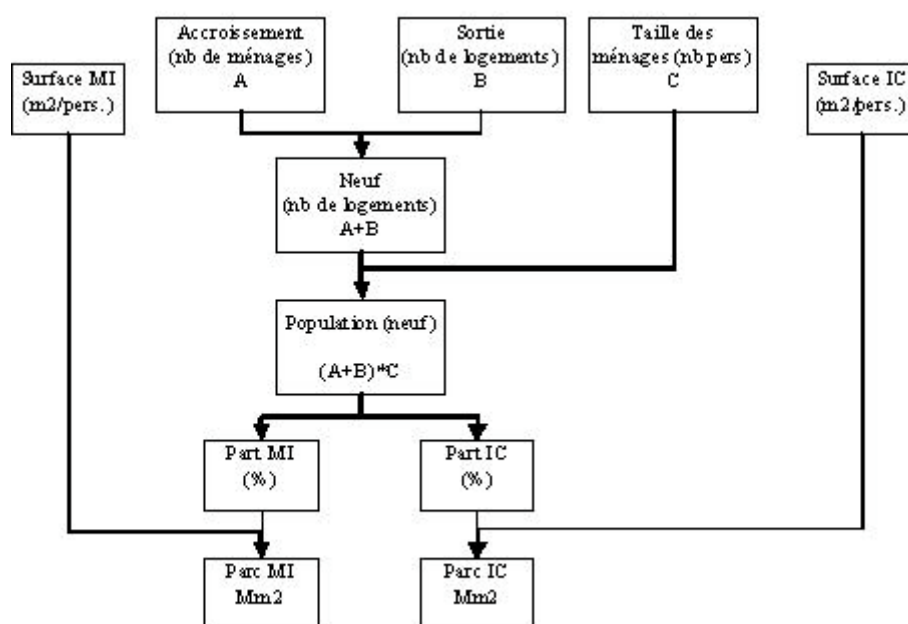 Accroissement
(nb de ménages)
A
Sortie
(nb de logements)
B
Taille des
ménages (nb pers)
C
Surface MI
(m2/pers.)
Surface IC
(m2/pers.)
Neuf
(nb de logements)
A+B
Population (neuf)
(A+B)*C
Part MI
(%)
Part IC
(%)
Parc MI
Mm2
Parc IC
Mm2